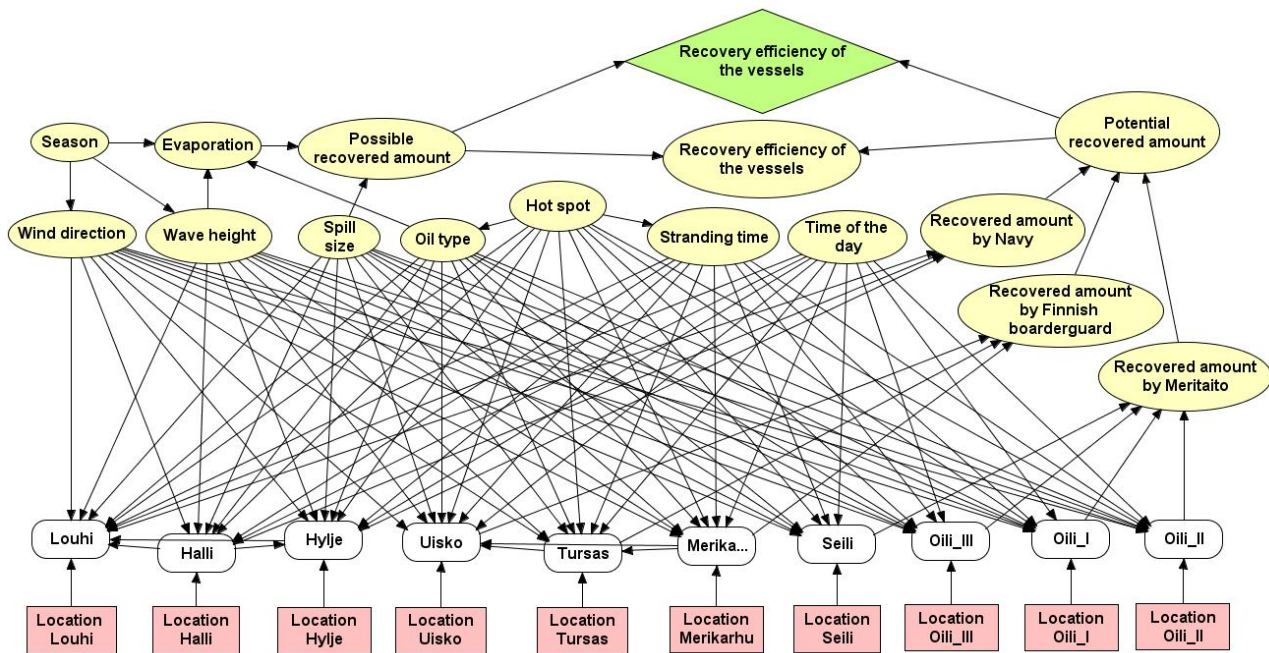 Recovery efficiency of
the vessels
Season
Evaporation
Possible
recovered amount
Recovery efficiency of
the vessels
Potential
recovered amount
Wind direction
Wave height
Spill
size
Oil type
Hot spot
Stranding time
Time of the
day
Recovered amount
by Navy
Recovered amount
by Finnish
boarderguard
Recovered amount
by Meritaito
Louhi
Halli
Hylje
Uisko
Tursas
Merika...
Seili
Oili_III
Oili_I
Oili_II
Location
Louhi
Location
Halli
Location
Hylje
Location
Uisko
Location
Tursas
Location
Merikarhu
Location
Seili
Location
Oili_III
Location
Oili_I
Location
Oili_II